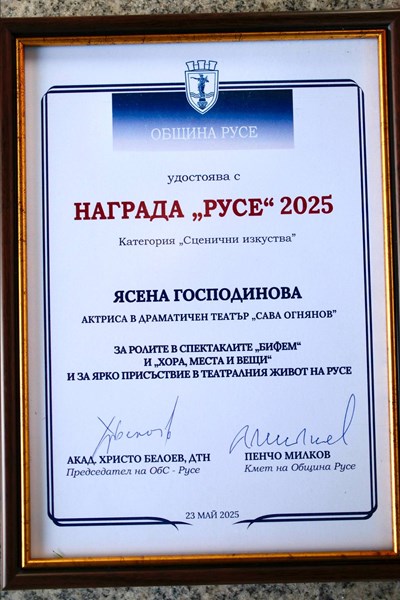 ОБЩИНА РУСЕ
удостоява с
НАГРАДА „РУСЕ“ 2025
Категория „Сценични изкуства”
ЯСЕНА ГОСПОДИНОВА
АКТРИСА В ДРАМАТИЧЕН ТЕАТЪР „САВА ОГНЯНОВ”
ЗА РОЛИТЕ В СПЕКТАКЛИТЕ „БИФЕМ“
И „ХОРА, МЕСТА И ВЕЩИ“
И ЗА ЯРКО ПРИСЪСТВИЕ В ТЕАТРАЛНИЯ ЖИВОТ НА РУСЕ
АКАД. ХРИСТО БЕЛОЕВ, ДТН
Председател на ОбС - Русе
ПЕНЧО МИЛКОВ
Кмет на Община Русе
23 МАЙ 2025